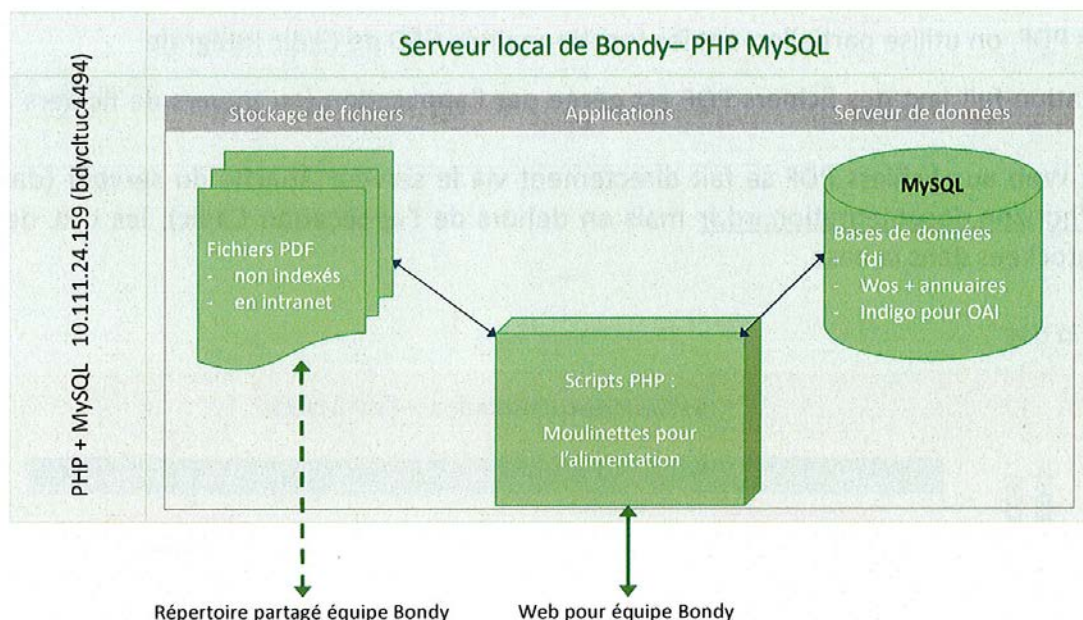 Serveur local de Bondy– PHP MySQL
PHP + MySQL 10.111.24.159 (bdycltuc4494)
Stockage de fichiers
Applications
Serveur de données
Fichiers PDF
- non indexés
- en intranet
MySQL
Bases de données
- fdi
- Wos + annuaires
- Indigo pour OAI
Scripts PHP :
Moulinettes pour
l'alimentation
Répertoire partagé équipe Bondy
Web pour équipe Bondy